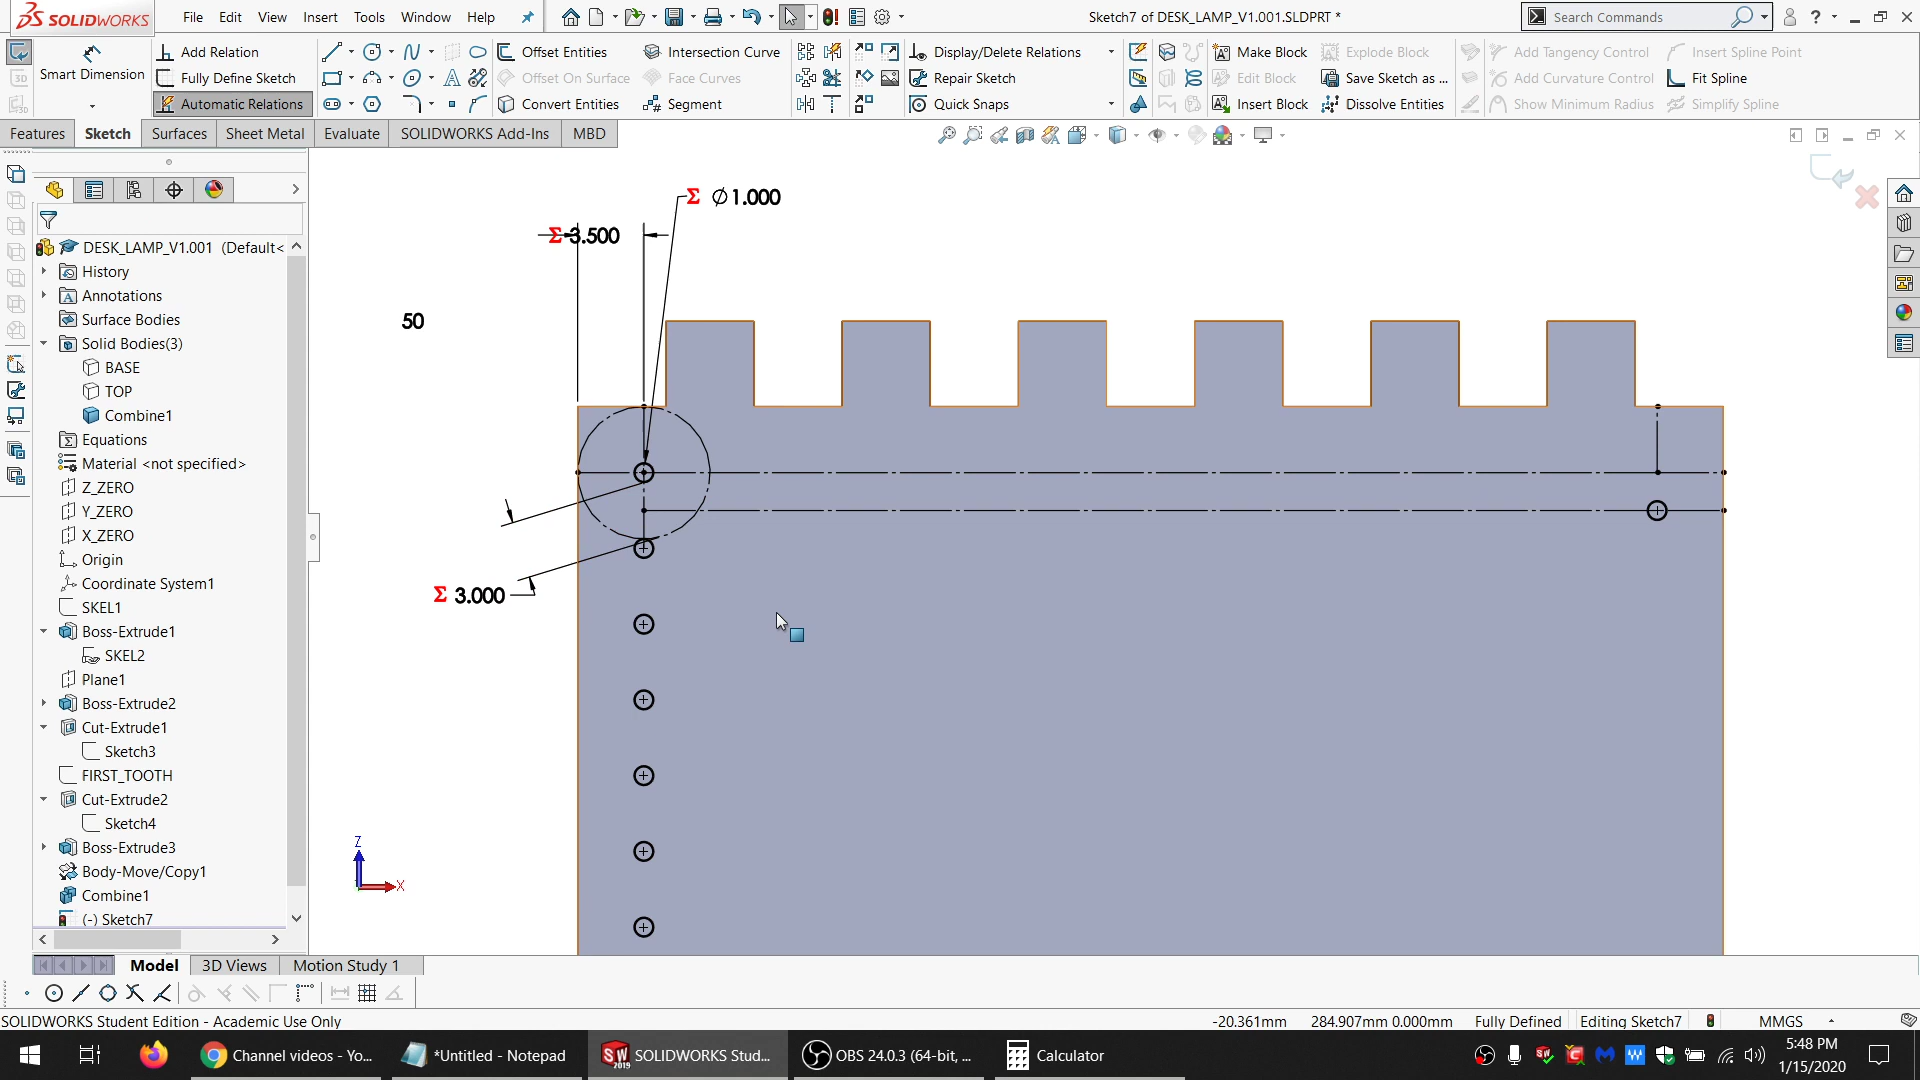 SOLIDWORKS
File Edit View Insert Tools Window Help
Sketch7 of DESK_LAMP_V1.001.SLDPRT *
Search Commands
Smart Dimension
Add Relation
Fully Define Sketch
Automatic Relations
Offset Entities
Offset On Surface
Convert Entities
Intersection Curve
Face Curves
Segment
Display/Delete Relations
Repair Sketch
Quick Snaps
Make Block
Edit Block
Insert Block
Explode Block
Save Sketch as ...
Dissolve Entities
Add Tangency Control
Add Curvature Control
Show Minimum Radius
Insert Spline Point
Fit Spline
Simplify Spline
Features Sketch Surfaces Sheet Metal Evaluate SOLIDWORKS Add-Ins MBD
DESK_LAMP_V1.001 (Default<
History
Annotations
Surface Bodies
Solid Bodies(3)
BASE
TOP
Combine1
Equations
Material <not specified>
Z_ZERO
Y_ZERO
X_ZERO
Origin
Coordinate System1
SKEL1
Boss-Extrude1
SKEL2
Plane1
Boss-Extrude2
Cut-Extrude1
Sketch3
FIRST_TOOTH
Cut-Extrude2
Sketch4
Boss-Extrude3
Body-Move/Copy1
Combine1
(-) Sketch7
Σ ∅1.000
Σ 3.500
50
Σ 3.000
Z
X
Model 3D Views Motion Study 1
SOLIDWORKS Student Edition - Academic Use Only
-20.361mm 284.907mm 0.000mm Fully Defined Editing Sketch7 MMGS
Channel videos - Yo...
*Untitled - Notepad
SW 2019 SOLIDWORKS Stud...
OBS 24.0.3 (64-bit, ...
Calculator
5:48 PM
1/15/2020